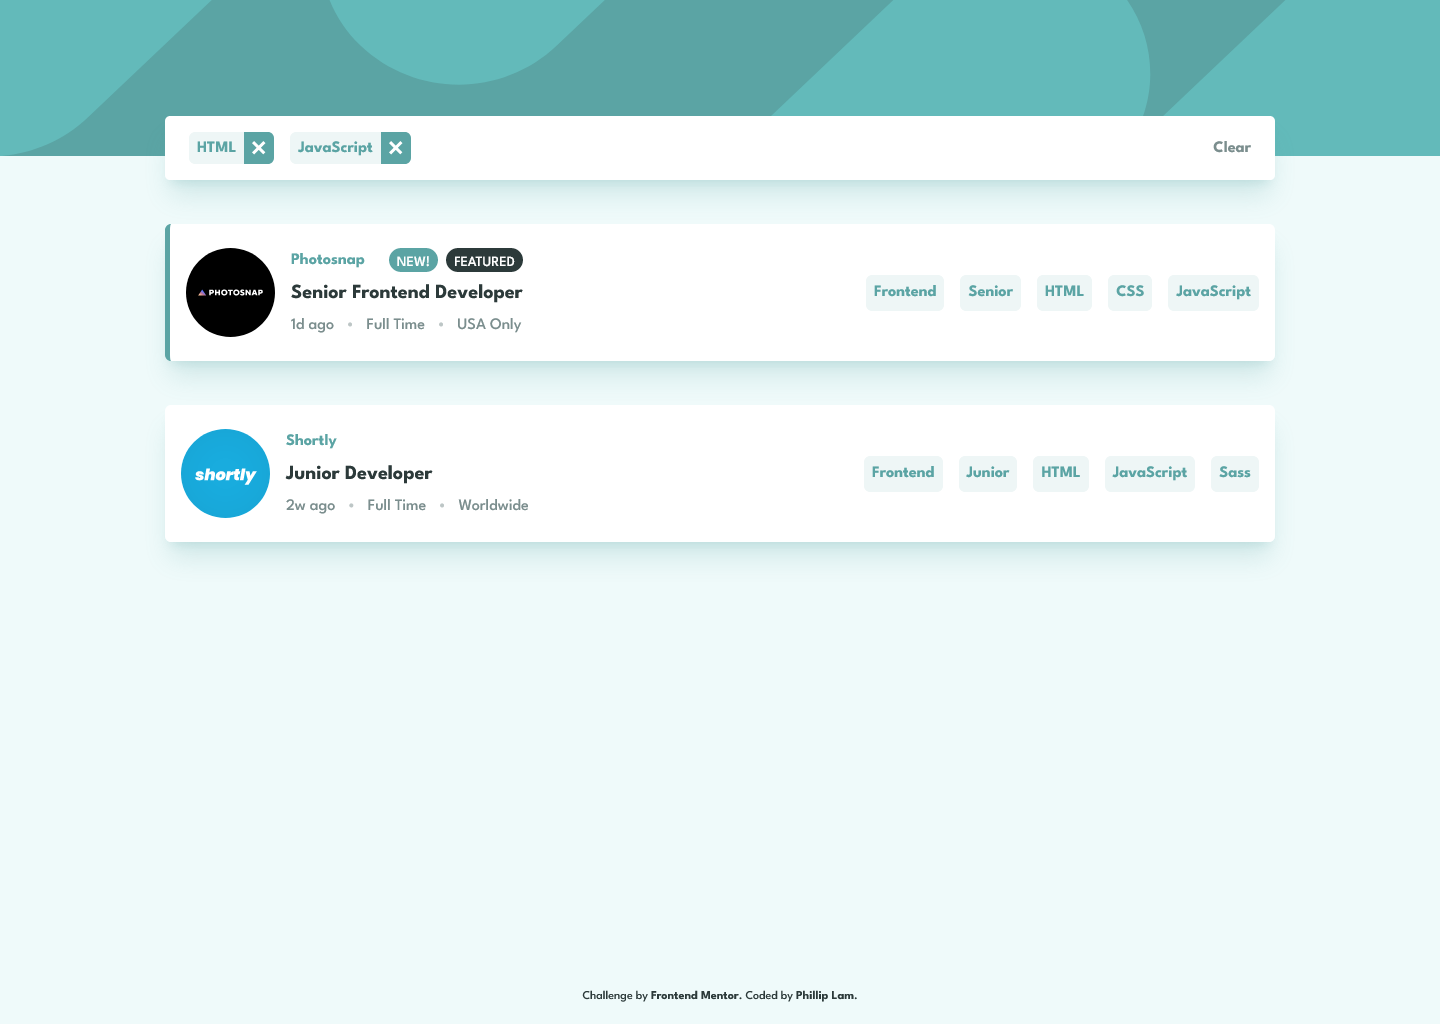 HTML JavaScript Clear
Photosnap NEW! FEATURED
PHOTOSNAP
Senior Frontend Developer
1d ago • Full Time • USA Only
Frontend Senior HTML CSS JavaScript
Shortly
shortly
Junior Developer
2w ago • Full Time • Worldwide
Frontend Junior HTML JavaScript Sass
Challenge by Frontend Mentor. Coded by Phillip Lam.